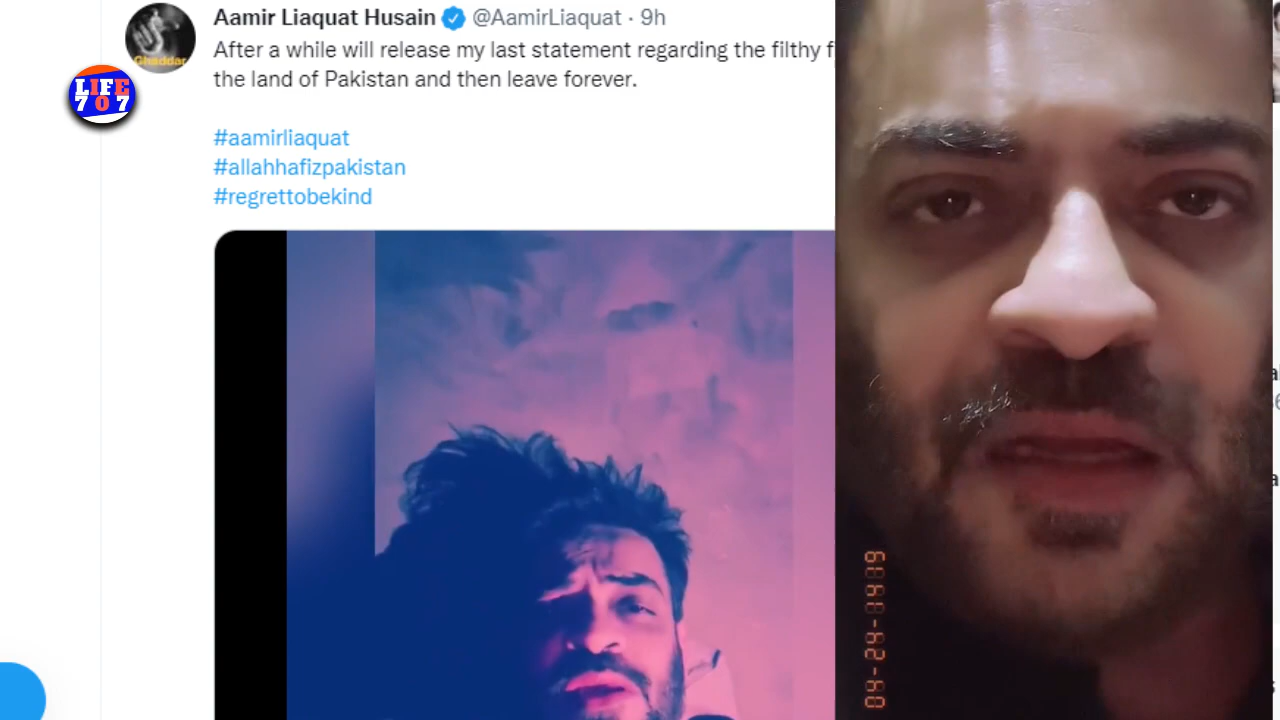 Aamir Liaquat Husain @AamirLiaquat · 9h
After a while will release my last statement regarding the filthy
the land of Pakistan and then leave forever.
#aamirliaquat
#allahhafizpakistan
#regrettobekind
Ghaddar
LIFE
707